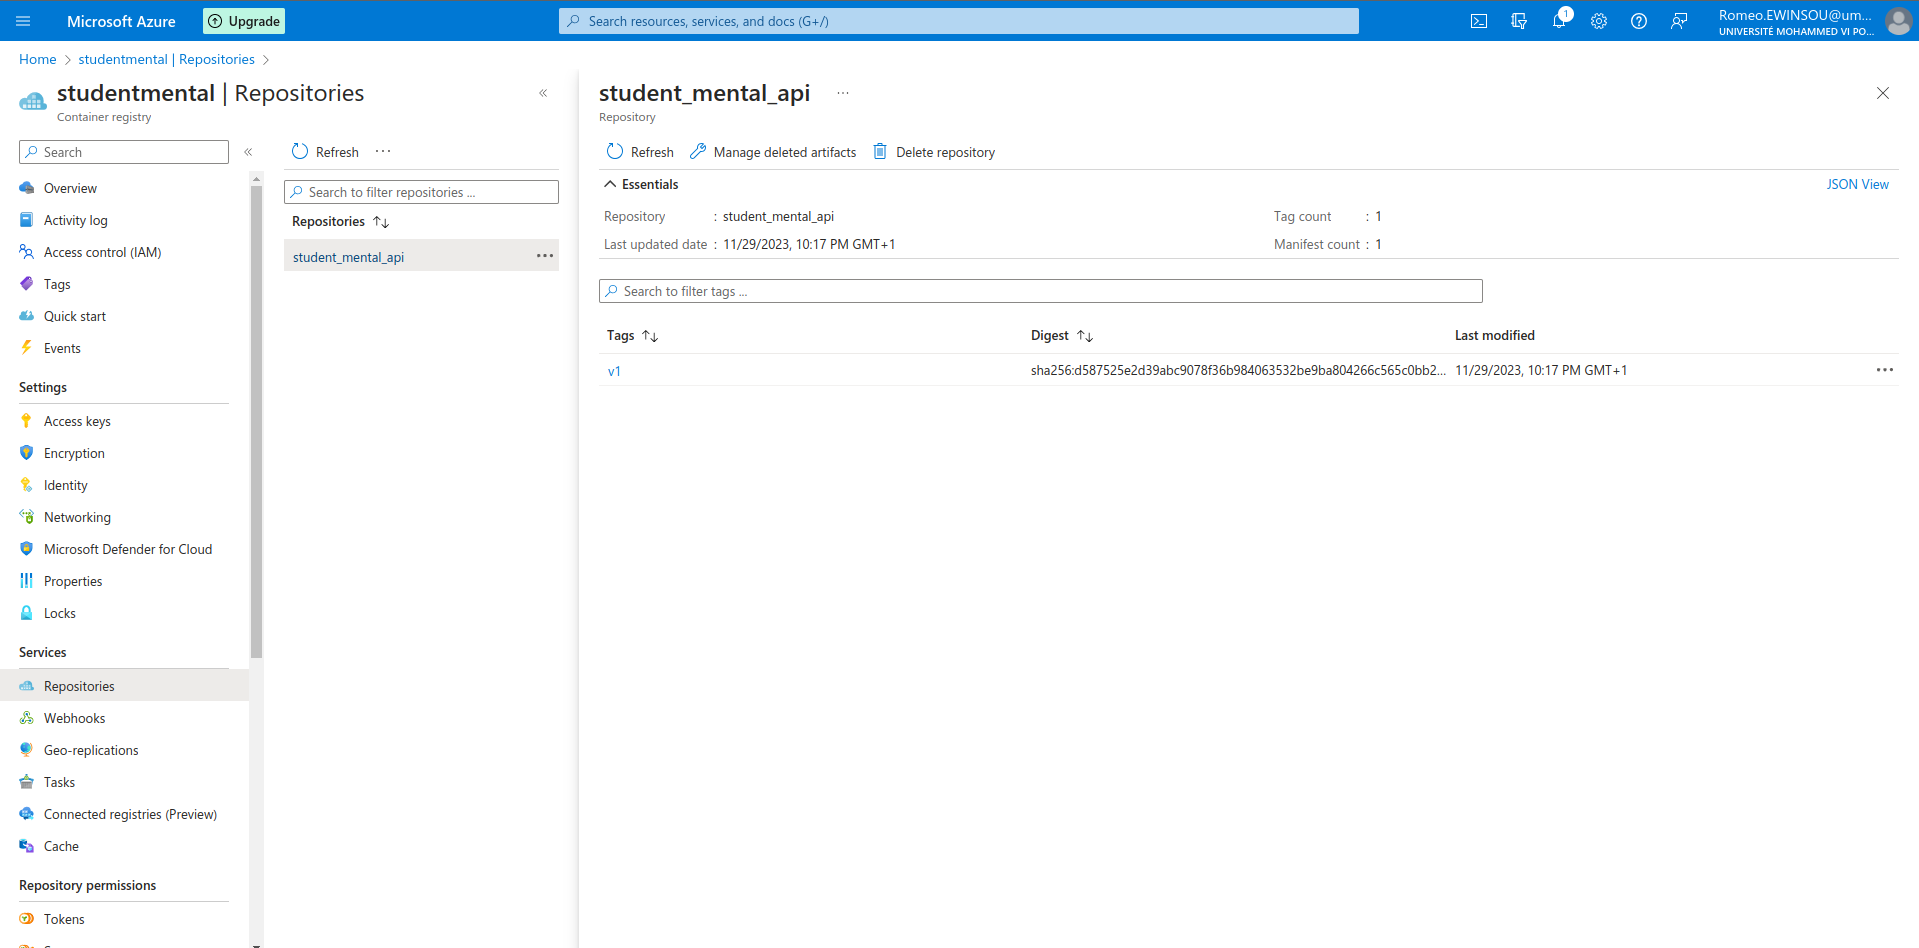 Microsoft Azure
Upgrade
Search resources, services, and docs (G+/)
1
Romeo.EWINSOU@um...
UNIVERSITÉ MOHAMMED VI PO...
Home > studentmental | Repositories >
studentmental | Repositories
Container registry
Search
Overview
Activity log
Access control (IAM)
Tags
Quick start
Events
Settings
Access keys
Encryption
Identity
Networking
Microsoft Defender for Cloud
Properties
Locks
Services
Repositories
Webhooks
Geo-replications
Tasks
Connected registries (Preview)
Cache
Repository permissions
Tokens
Refresh
Search to filter repositories ...
Repositories
student_mental_api
student_mental_api
Repository
Refresh
Manage deleted artifacts
Delete repository
Essentials
JSON View
Repository : student_mental_api
Tag count : 1
Last updated date : 11/29/2023, 10:17 PM GMT+1
Manifest count : 1
Search to filter tags ...
Tags Digest Last modified
v1 sha256:d587525e2d39abc9078f36b984063532be9ba804266c565c0bb2... 11/29/2023, 10:17 PM GMT+1